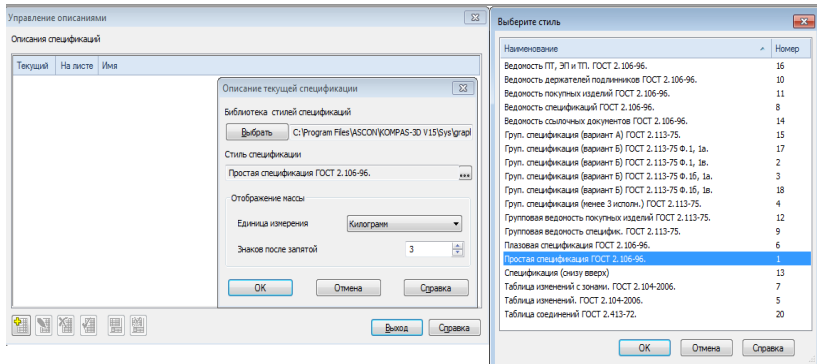 Управление описаниями
Описания спецификаций
Текущий На листе Имя
Описание текущей спецификации
Библиотека стилей спецификаций
Выбрать C:\Program Files\ASCON\KOMPAS-3D V15\Sys\grapl
Стиль спецификации
Простая спецификация ГОСТ 2.106-96. ...
Отображение массы
Единица измерения Килограмм
Знаков после запятой 3
OK Отмена Справка
Выход Справка
Выберите стиль
Наименование Номер
Ведомость ПТ, ЭП и ТП. ГОСТ 2.106-96. 16
Ведомость держателей подлинников ГОСТ 2.106-96. 10
Ведомость покупных изделий ГОСТ 2.106-96. 11
Ведомость спецификаций ГОСТ 2.106-96. 8
Ведомость ссылочных документов ГОСТ 2.106-96. 14
Груп. спецификация (вариант А) ГОСТ 2.113-75. 15
Груп. спецификация (вариант Б) ГОСТ 2.113-75 Ф.1, 1а. 17
Груп. спецификация (вариант Б) ГОСТ 2.113-75 Ф.1, 1в. 2
Груп. спецификация (вариант Б) ГОСТ 2.113-75 Ф.1б, 1а. 3
Груп. спецификация (вариант Б) ГОСТ 2.113-75 Ф.1б, 1в. 18
Груп. спецификация (менее 3 исполн.) ГОСТ 2.113-75. 4
Групповая ведомость покупных изделий ГОСТ 2.113-75. 12
Групповая ведомость специфик. ГОСТ 2.113-75. 9
Плазовая спецификация ГОСТ 2.106-96. 6
Простая спецификация ГОСТ 2.106-96. 1
Спецификация (снизу вверх) 13
Таблица изменений с зонами. ГОСТ 2.104-2006. 7
Таблица изменений. ГОСТ 2.104-2006. 5
Таблица соединений ГОСТ 2.413-72. 20
OK Отмена Справка